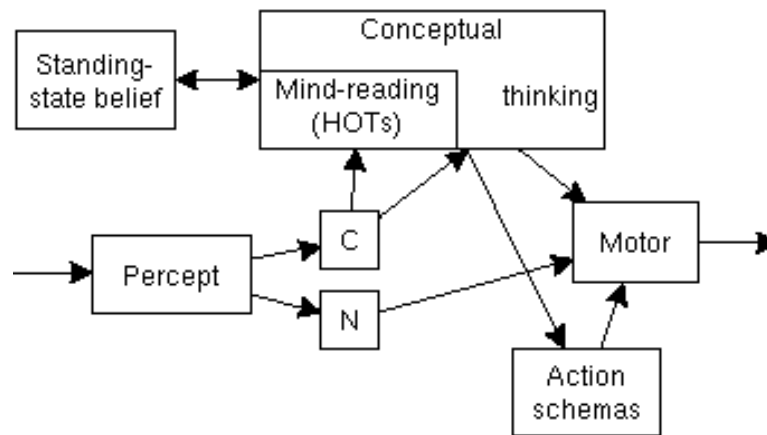 Conceptual
Standing-
state belief
Mind-reading
(HOTs)
thinking
C
Percept
N
Motor
Action
schemas